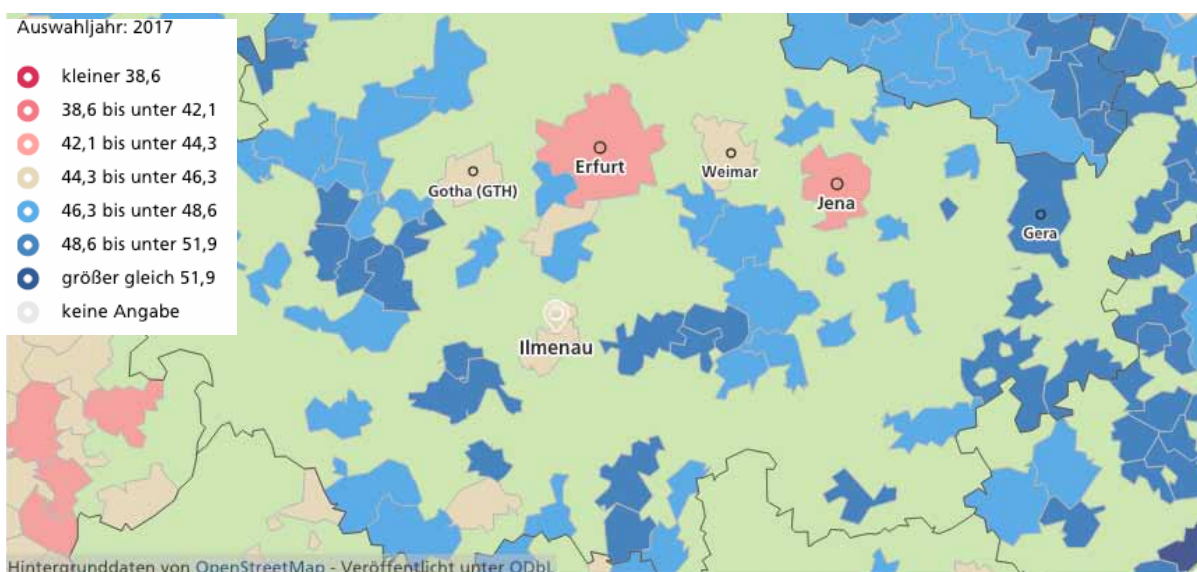 Auswahljahr: 2017
kleiner 38,6
38,6 bis unter 42,1
42,1 bis unter 44,3
44,3 bis unter 46,3
46,3 bis unter 48,6
48,6 bis unter 51,9
größer gleich 51,9
keine Angabe
Erfurt
Weimar
Gotha (GTH)
Jena
Gera
Ilmenau
Hintergrunddaten von OpenStreetMap - Veröffentlicht unter ODbL